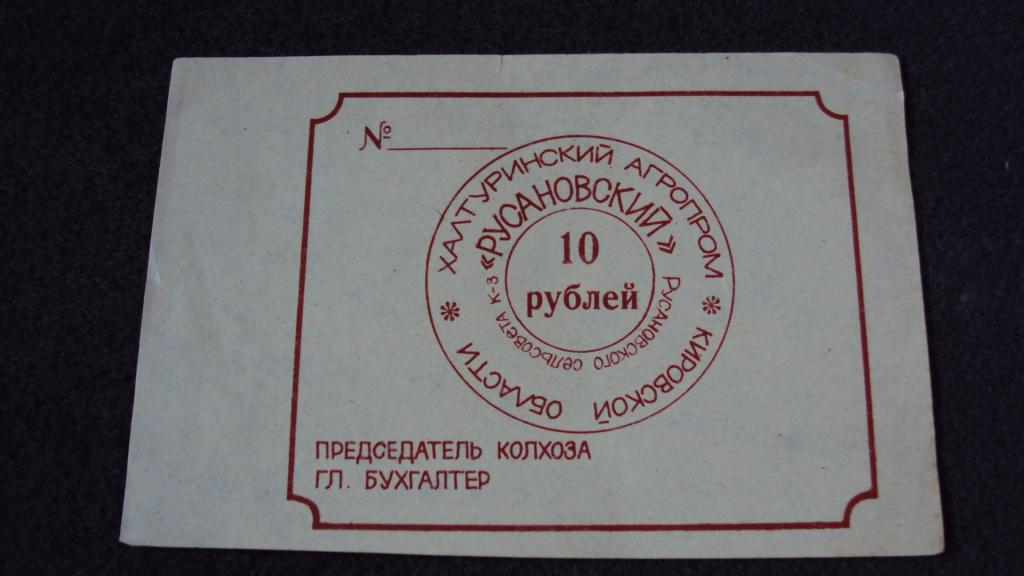 №
ХАЛТУРИНСКИЙ АГРОПРОМ * КИРОВСКОЙ ОБЛАСТИ *
К-З «РУСАНОВСКИЙ»
РУСАНОВСКОГО СЕЛЬСОВЕТА
10
рублей
ПРЕДСЕДАТЕЛЬ КОЛХОЗА
ГЛ. БУХГАЛТЕР